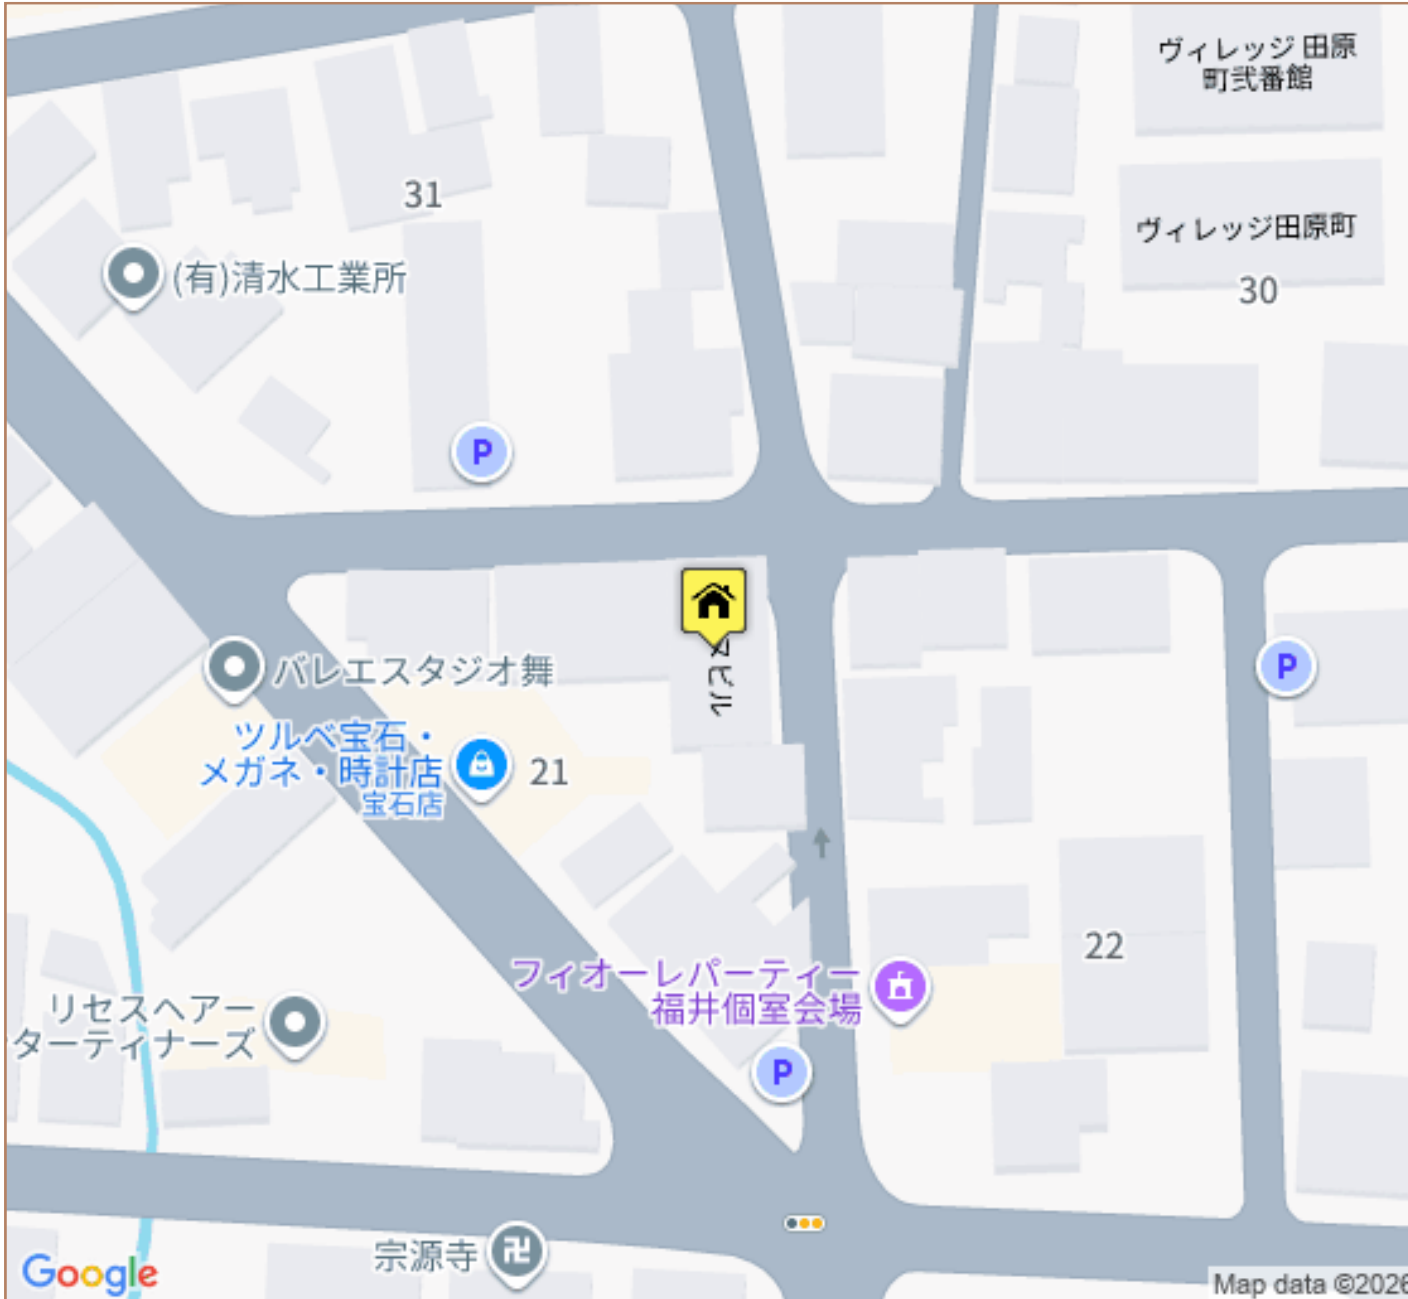 ヴィレッジ 田原
町弐番館
31
ヴィレッジ田原町
(有)清水工業所
30
P
P
バレエスタジオ舞
ビル
ツルベ宝石・
メガネ・時計店
宝石店
21
22
フィオーレパーティー
福井個室会場
リセスヘアー
ターティナーズ
P
宗源寺
卍
Google
Map data ©2026